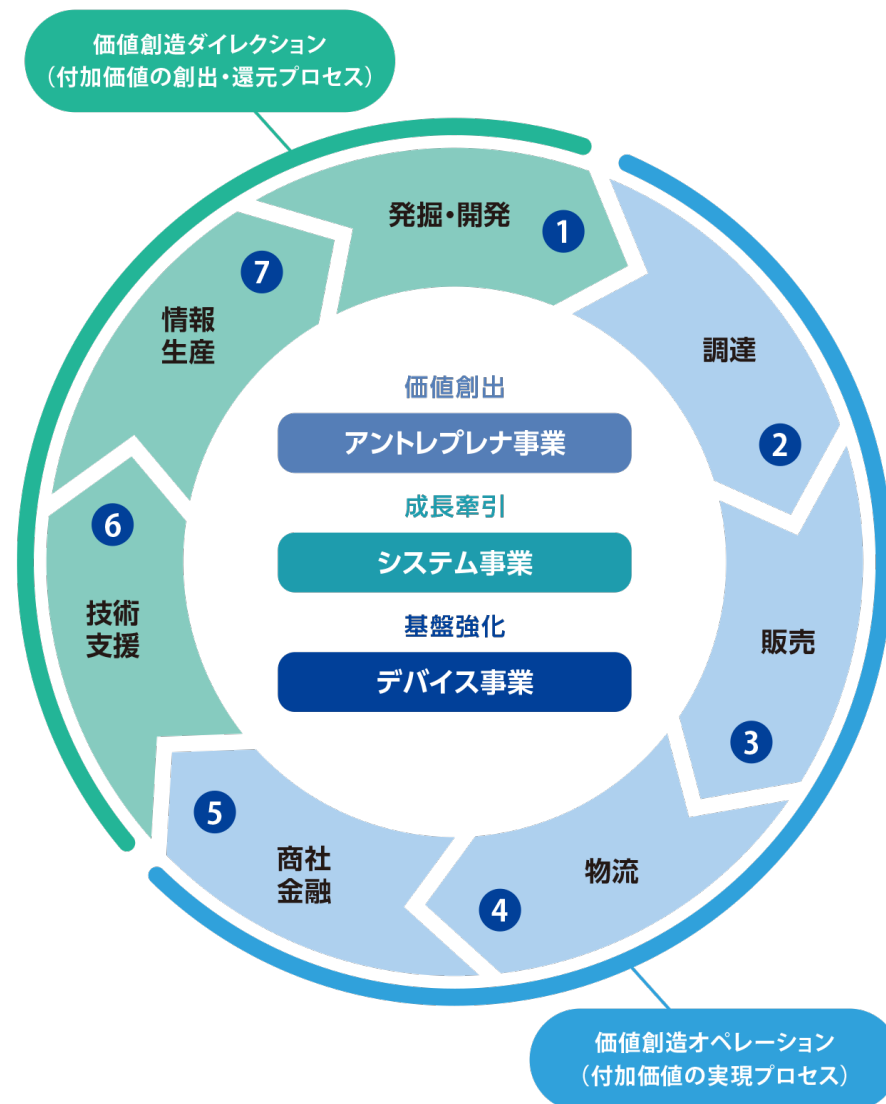 価値創造ダイレクション
（付加価値の創出・還元プロセス）
発掘・開発
1
調達
2
販売
3
物流
4
商社
金融
5
技術
支援
6
情報
生産
7
価値創出
アントレプレナ事業
成長牽引
システム事業
基盤強化
デバイス事業
価値創造オペレーション
（付加価値の実現プロセス）